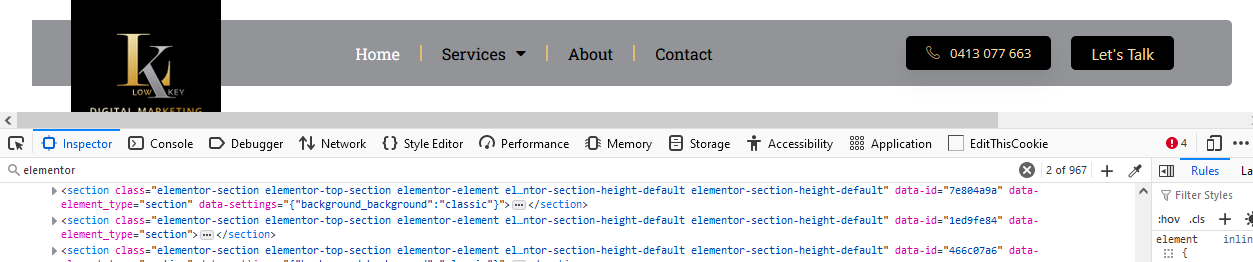 LOW KEY
DIGITAL MARKETING
Home
Services
About
Contact
0413 077 663
Let's Talk
Inspector
Console
Debugger
Network
Style Editor
Performance
Memory
Storage
Accessibility
Application
EditThisCookie
4
elementor
2 of 967
Rules
<section class="elementor-section elementor-top-section elementor-element el…ntor-section-height-default elementor-section-height-default" data-id="7e804a9a" data-
element_type="section" data-settings="{"background_background":"classic"}"></section>
<section class="elementor-section elementor-top-section elementor-element el…ntor-section-height-default elementor-section-height-default" data-id="1ed9fe84" data-
element_type="section"></section>
<section class="elementor-section elementor-top-section elementor-element el…ntor-section-height-default elementor-section-height-default" data-id="466c07a6" data-
Filter Styles
:hov .cls
element
inlin
{